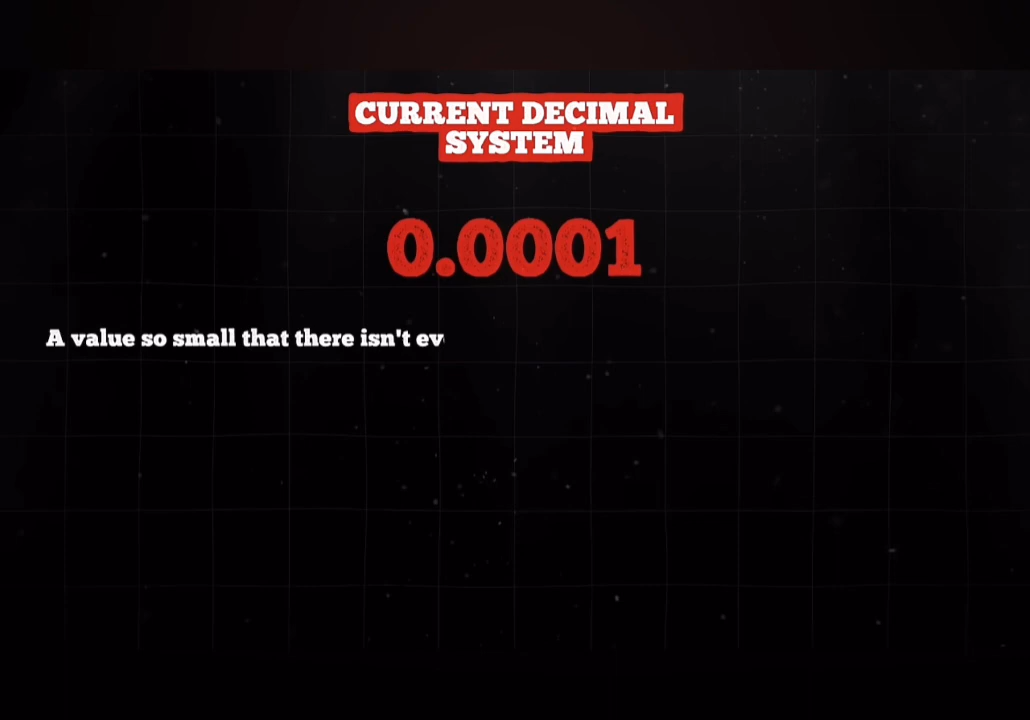 CURRENT DECIMAL
SYSTEM
0.0001
A value so small that there isn't ev